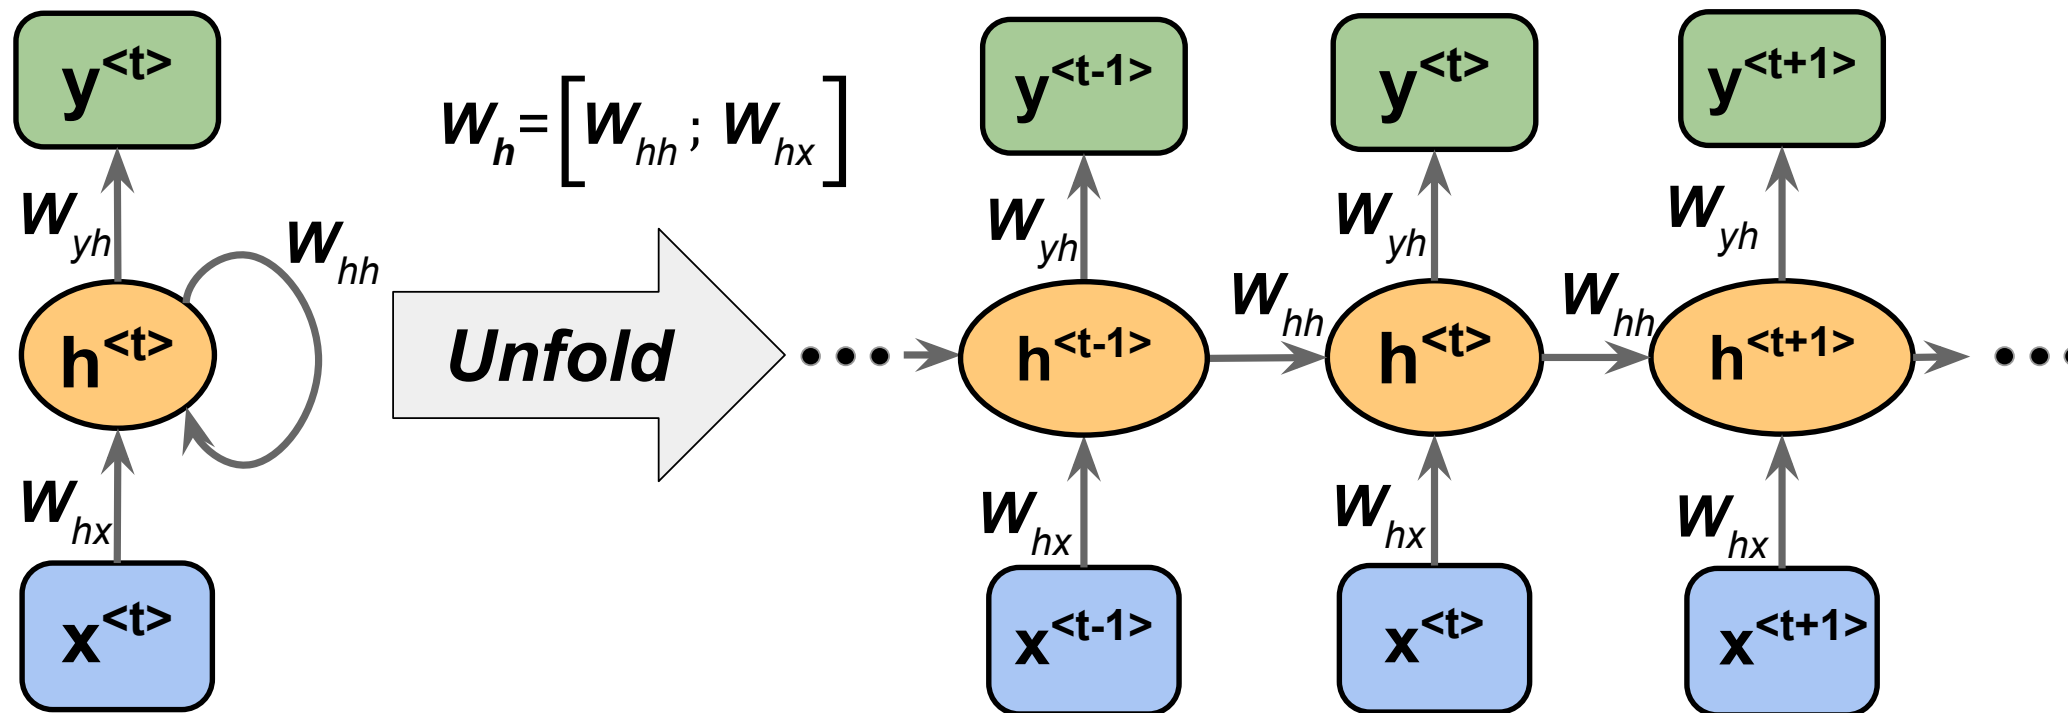 y<t>
W_h = [W_hh ; W_hx]
y<t-1>
y<t>
y<t+1>
W_yh
W_hh
W_yh
W_yh
W_yh
h<t>
Unfold
h<t-1>
W_hh
h<t>
W_hh
h<t+1>
W_hx
W_hx
W_hx
W_hx
x<t>
x<t-1>
x<t>
x<t+1>